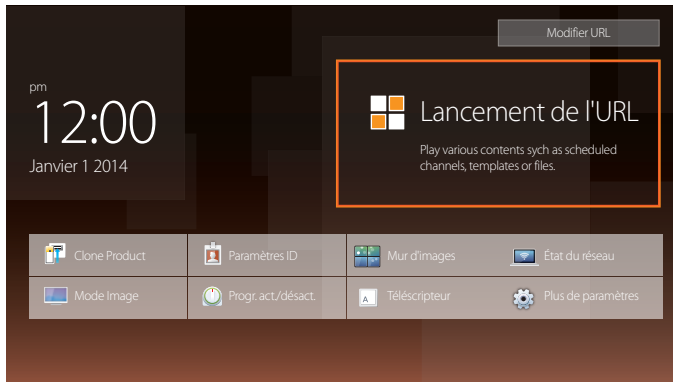 Modifier URL
pm
12:00
Janvier 1 2014
Lancement de l'URL
Play various contents sych as scheduled
channels, templates or files.
Clone Product
Paramètres ID
Mur d'images
État du réseau
Mode Image
Progr. act./désact.
A
Téléscripteur
Plus de paramètres